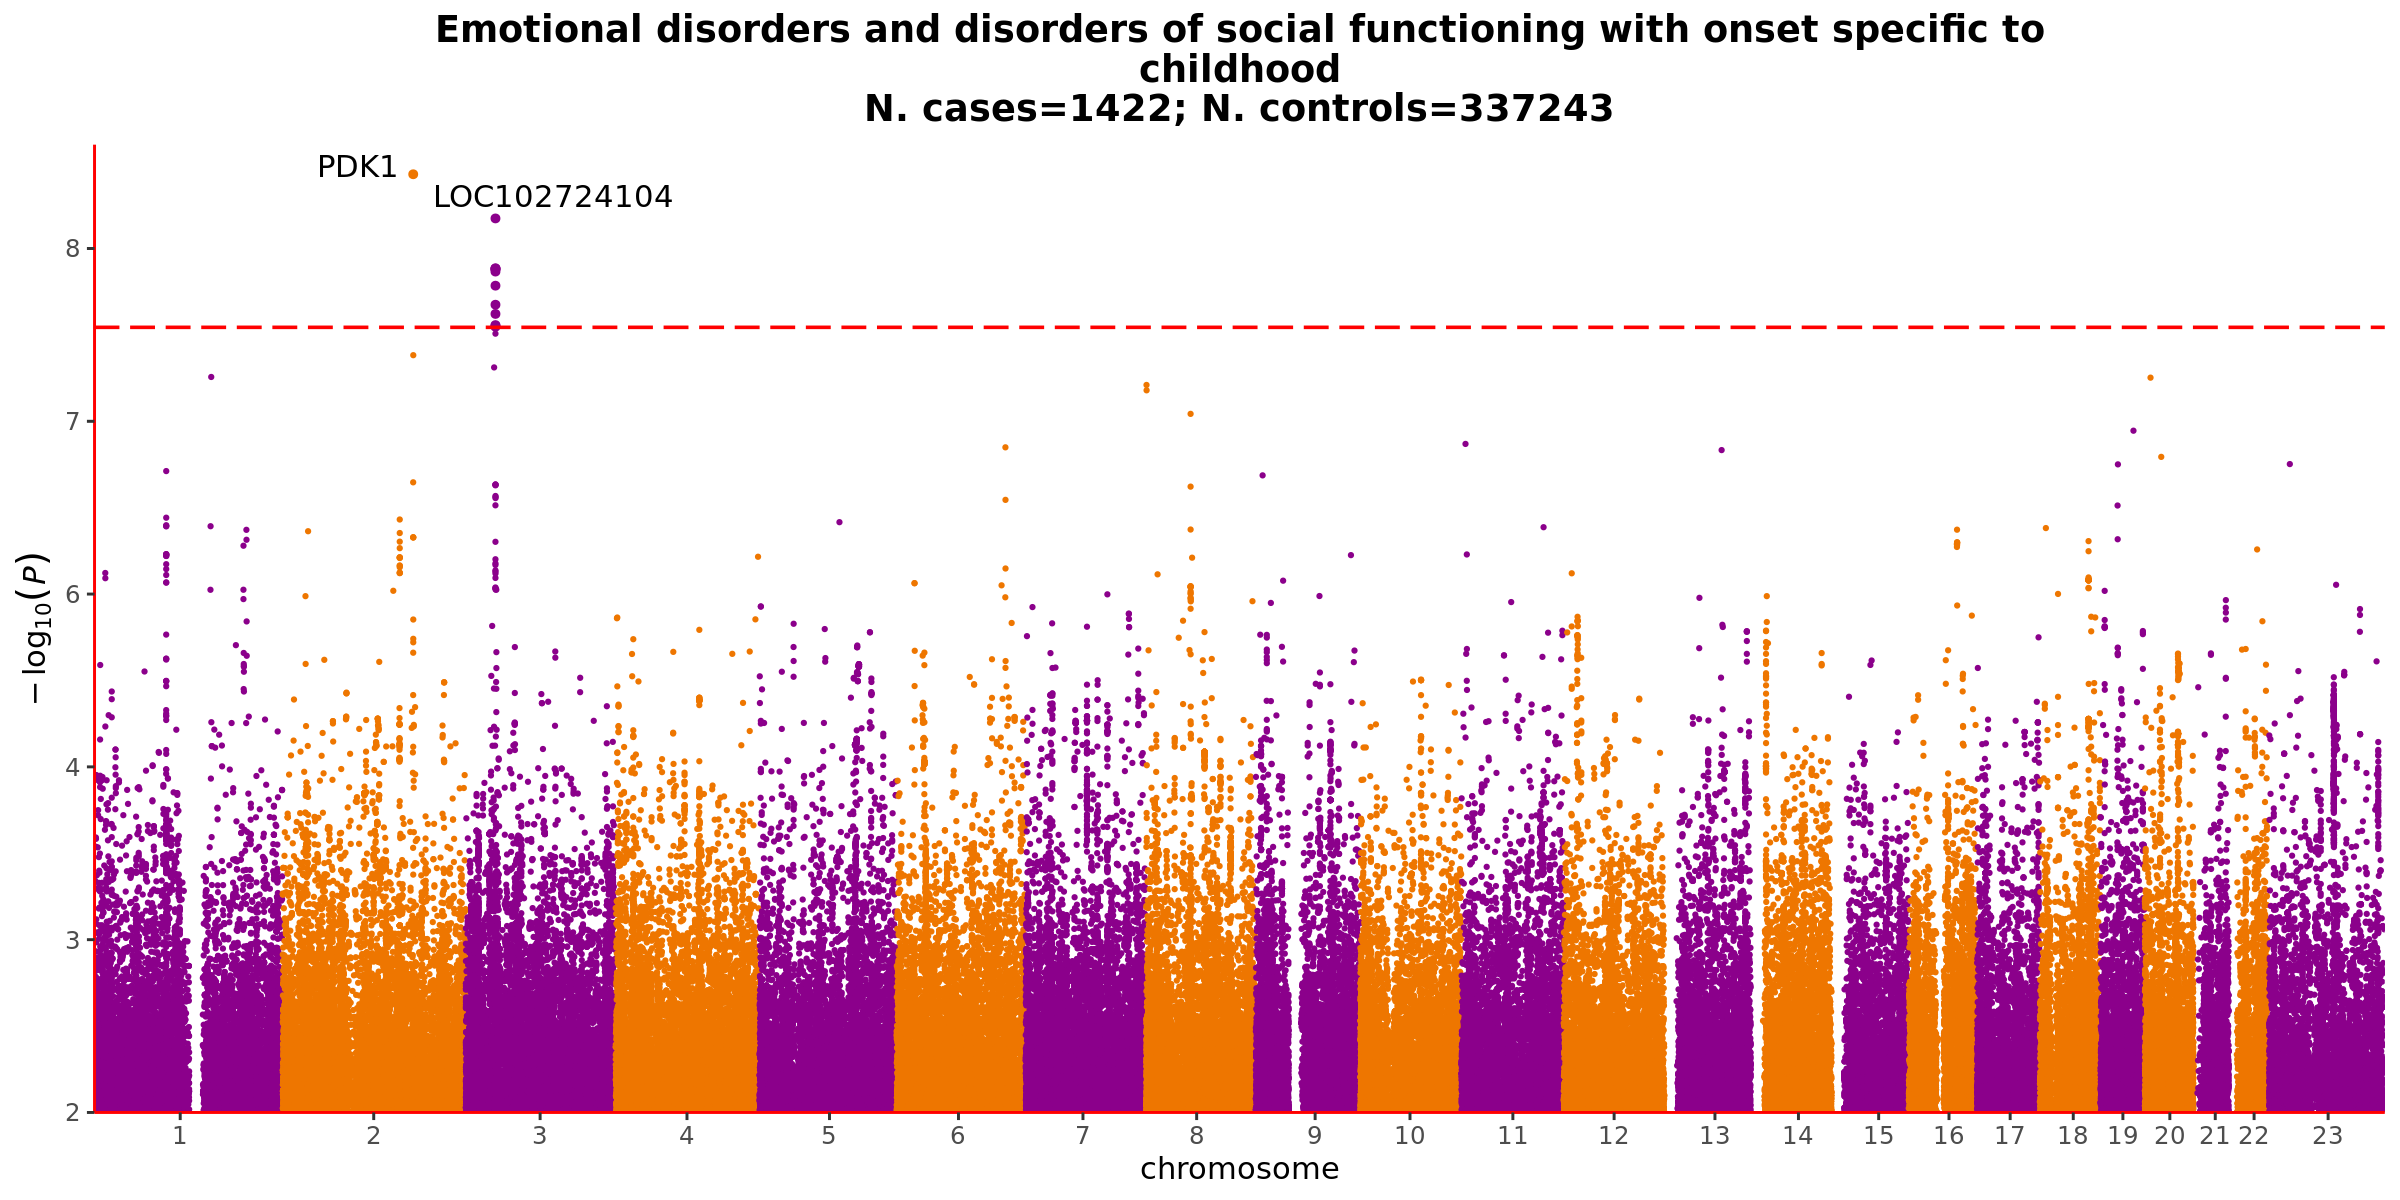 Emotional disorders and disorders of social functioning with onset specific to
childhood
N. cases=1422; N. controls=337243
PDK1
LOC102724104
8
7
6
4
3
2
−log10(P)
1 2 3 4 5 6 7 8 9 10 11 12 13 14 15 16 17 18 19 20 21 22 23
chromosome